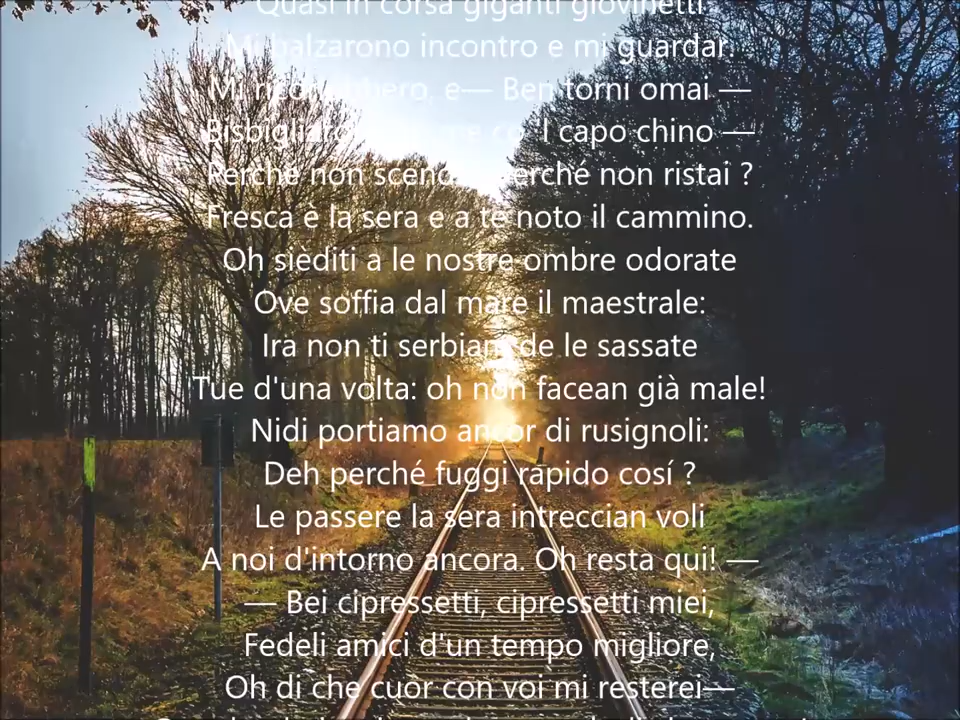 Quasi in corsa giganti giovinetti
Mi balzarono incontro e mi guardar.
Mi riconobbero, e— Ben torni omai —
Bisbigliaron co 'l capo chino —
Perché non scendi perché non ristai ?
Fresca è la sera e a te noto il cammino.
Oh sièditi a le nostre ombre odorate
Ove soffia dal mare il maestrale:
Ira non ti serbiam de le sassate
Tue d'una volta: oh non facean già male!
Nidi portiamo ancor di rusignoli:
Deh perché fuggi rapido cosí ?
Le passere la sera intreccian voli
A noi d'intorno ancora. Oh resta qui! —
— Bei cipressetti, cipressetti miei,
Fedeli amici d'un tempo migliore,
Oh di che cuor con voi mi resterei—